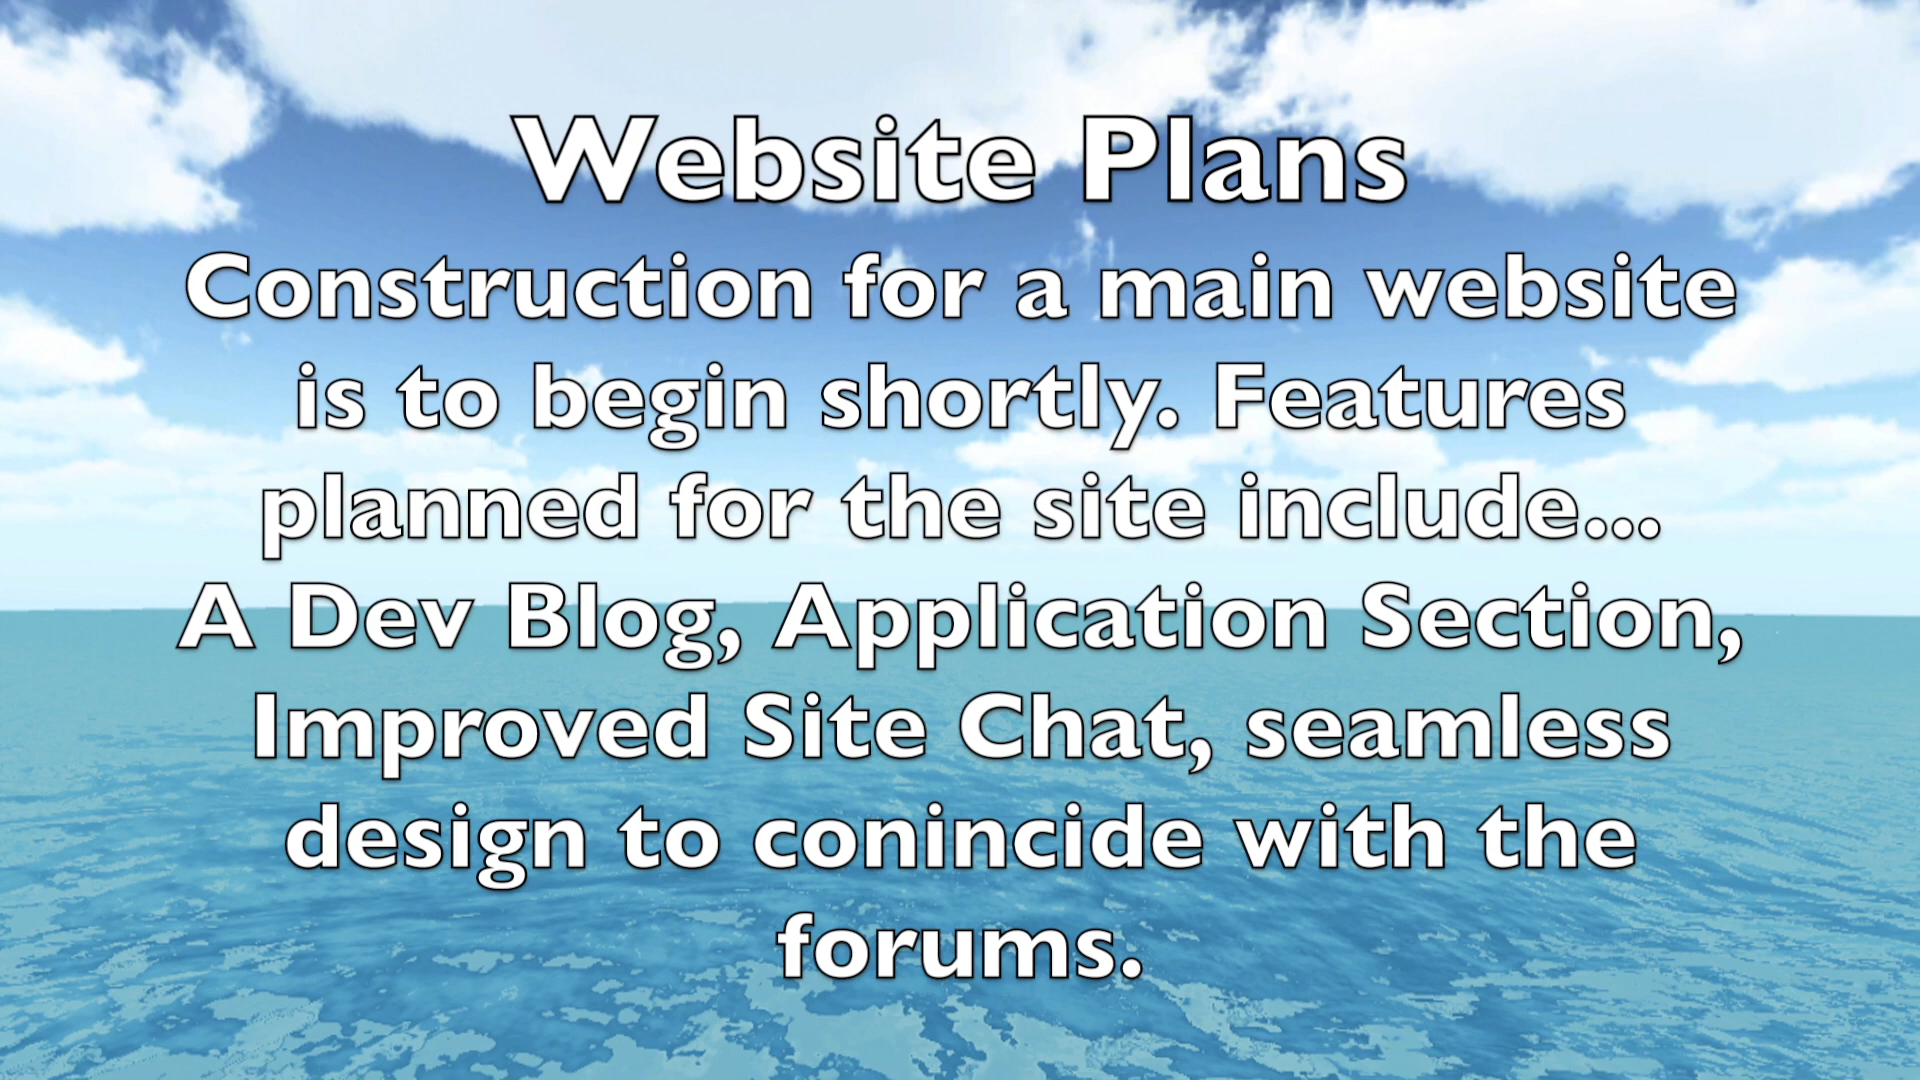 Website Plans
Construction for a main website
is to begin shortly. Features
planned for the site include...
A Dev Blog, Application Section,
Improved Site Chat, seamless
design to conincide with the
forums.